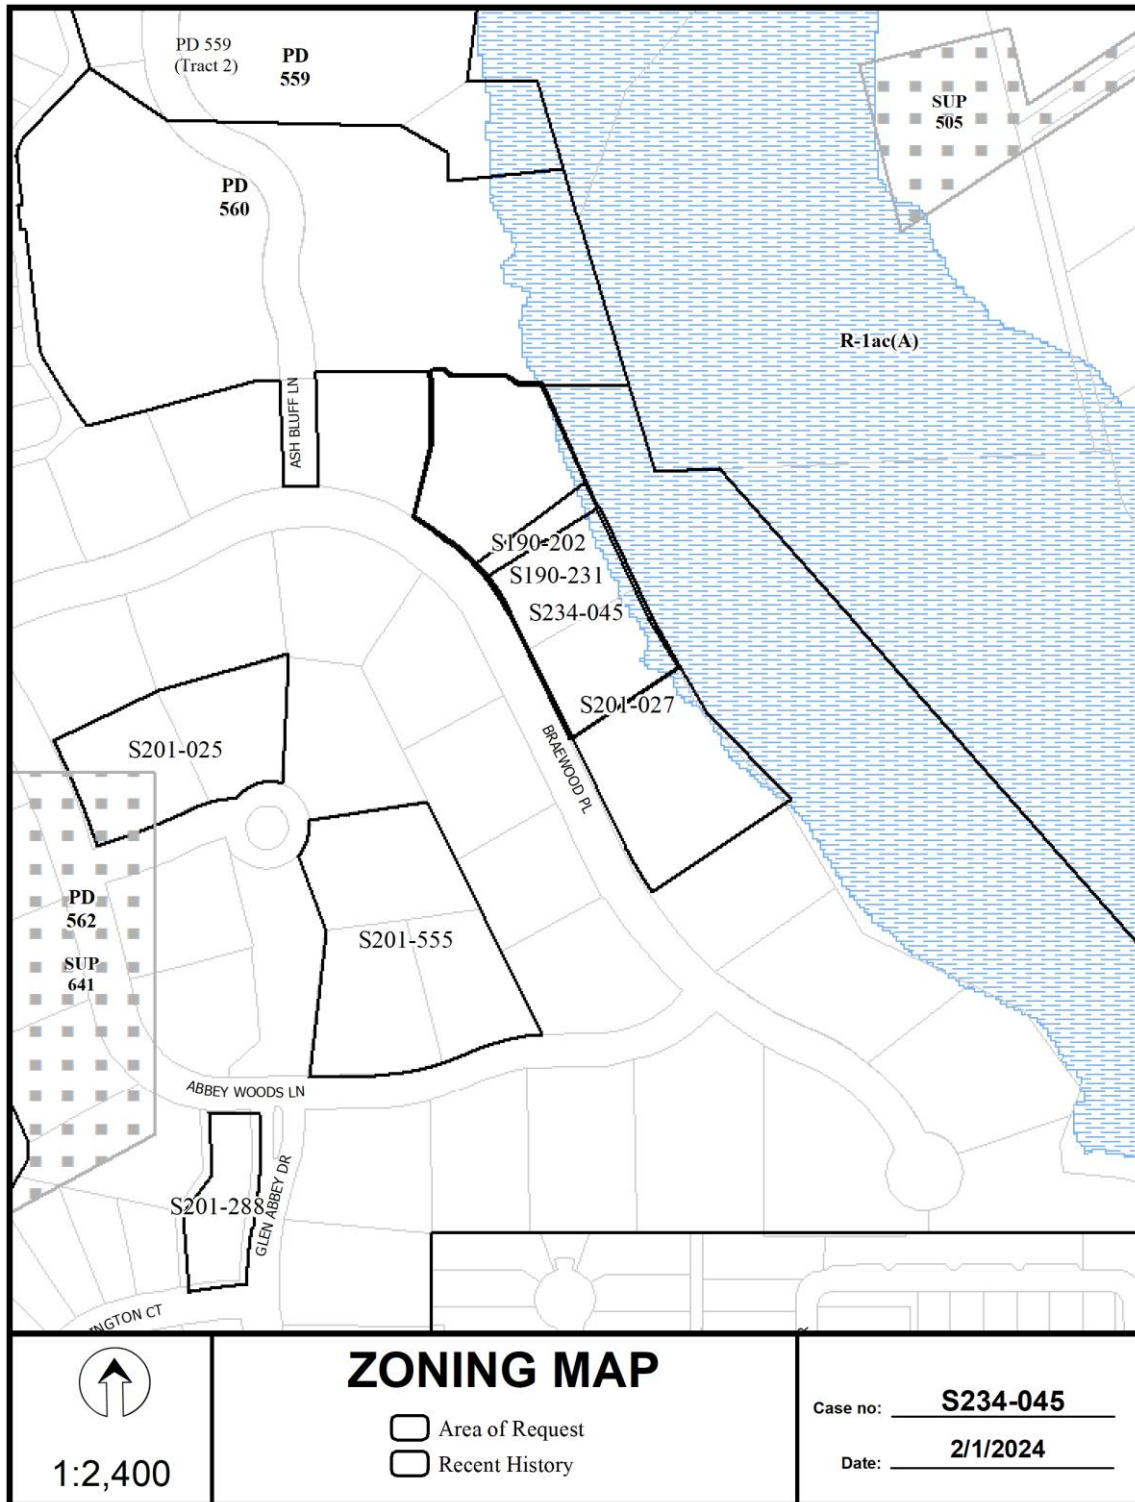 PD 559
(Tract 2)
PD
559
SUP
505
PD
560
R-1ac(A)
ASH BLUFF LN
S190-202
S190-231
S234-045
S201-027
S201-025
BRAEWOOD PL
PD
562
SUP
641
S201-555
ABBEY WOODS LN
S201-288
GLEN ABBEY DR
INGTON CT
1:2,400
ZONING MAP
Area of Request
Recent History
Case no: S234-045
Date: 2/1/2024